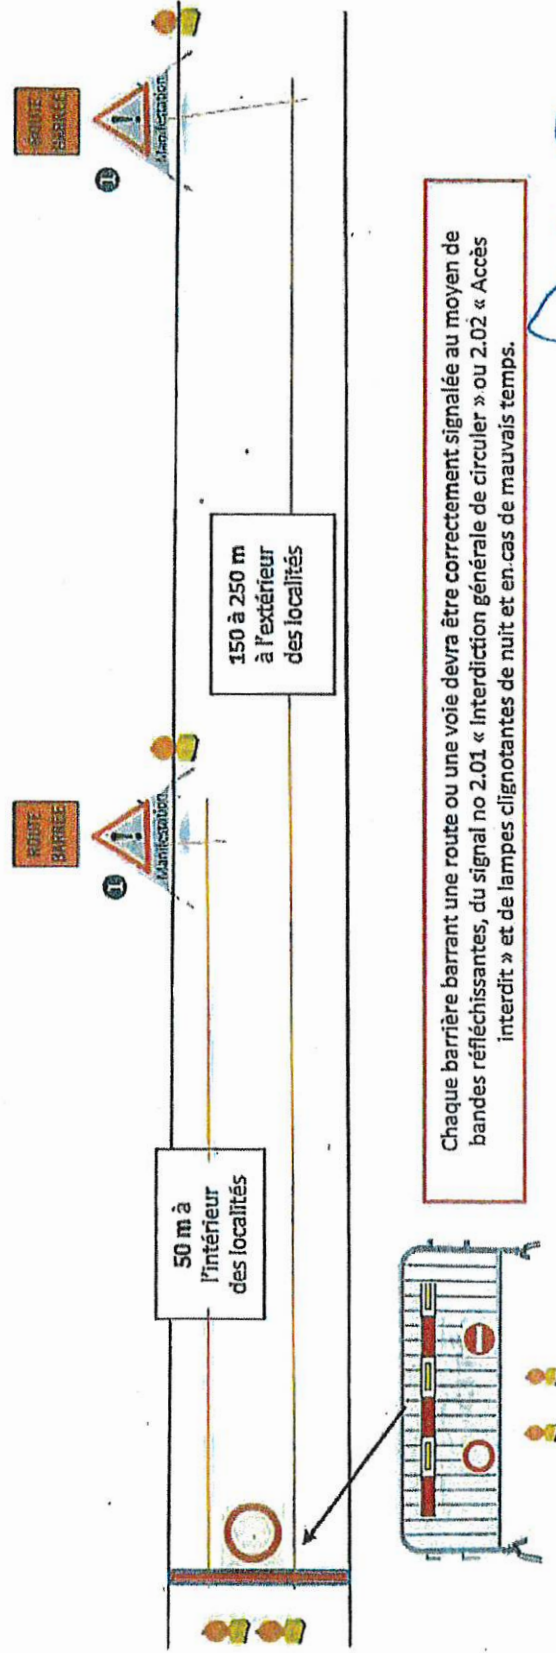 50 m à
l'intérieur
des localités
ROUTE
BARRÉE
1
Manifestation
150 à 250 m
à l'extérieur
des localités
ROUTE
BARRÉE
1
Manifestation
Chaque barrière barrant une route ou une voie devra être correctement signalée au moyen de
bandes réfléchissantes, du signal no 2.01 « Interdiction générale de circuler » ou 2.02 « Accès
interdit » et de lampes clignotantes de nuit et en cas de mauvais temps.